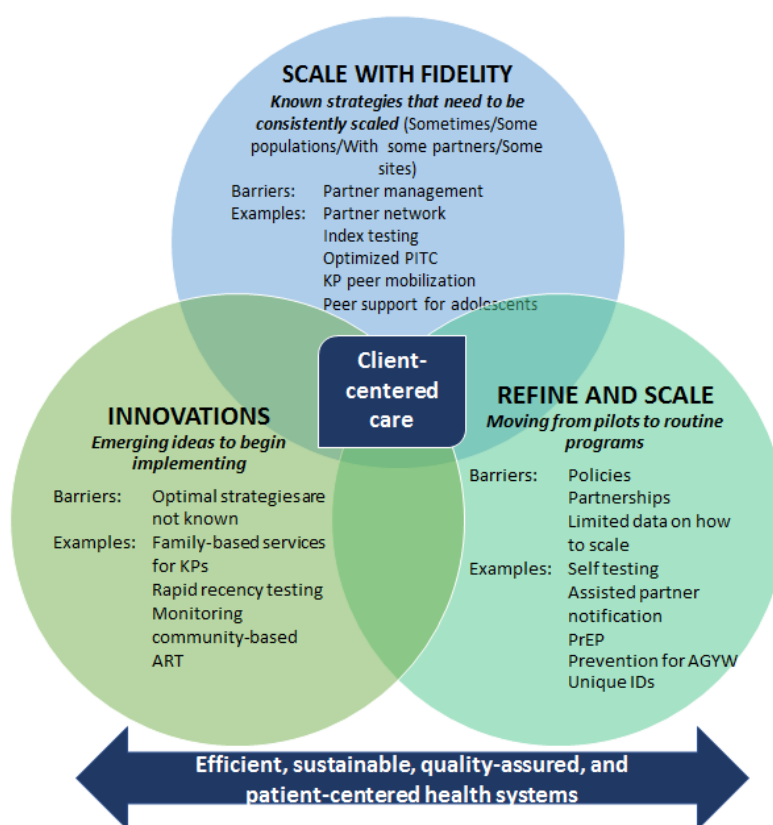 SCALE WITH FIDELITY
Known strategies that need to be
consistently scaled (Sometimes/Some
populations/With some partners/Some
sites)
Barriers: Partner management
Examples: Partner network
Index testing
Optimized PITC
KP peer mobilization
Peer support for adolescents
Client-
centered
care
INNOVATIONS
Emerging ideas to begin
implementing
Barriers: Optimal strategies are
not known
Examples: Family-based services
for KPs
Rapid recency testing
Monitoring
community-based
ART
REFINE AND SCALE
Moving from pilots to routine
programs
Barriers: Policies
Partnerships
Limited data on how
to scale
Examples: Self testing
Assisted partner
notification
PrEP
Prevention for AGYW
Unique IDs
Efficient, sustainable, quality-assured, and
patient-centered health systems